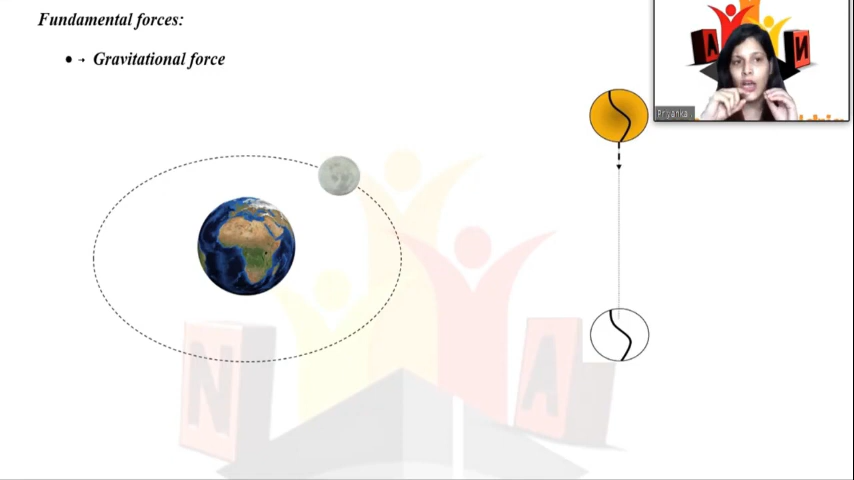 Fundamental forces:
• → Gravitational force
A N
Priyanka
N A